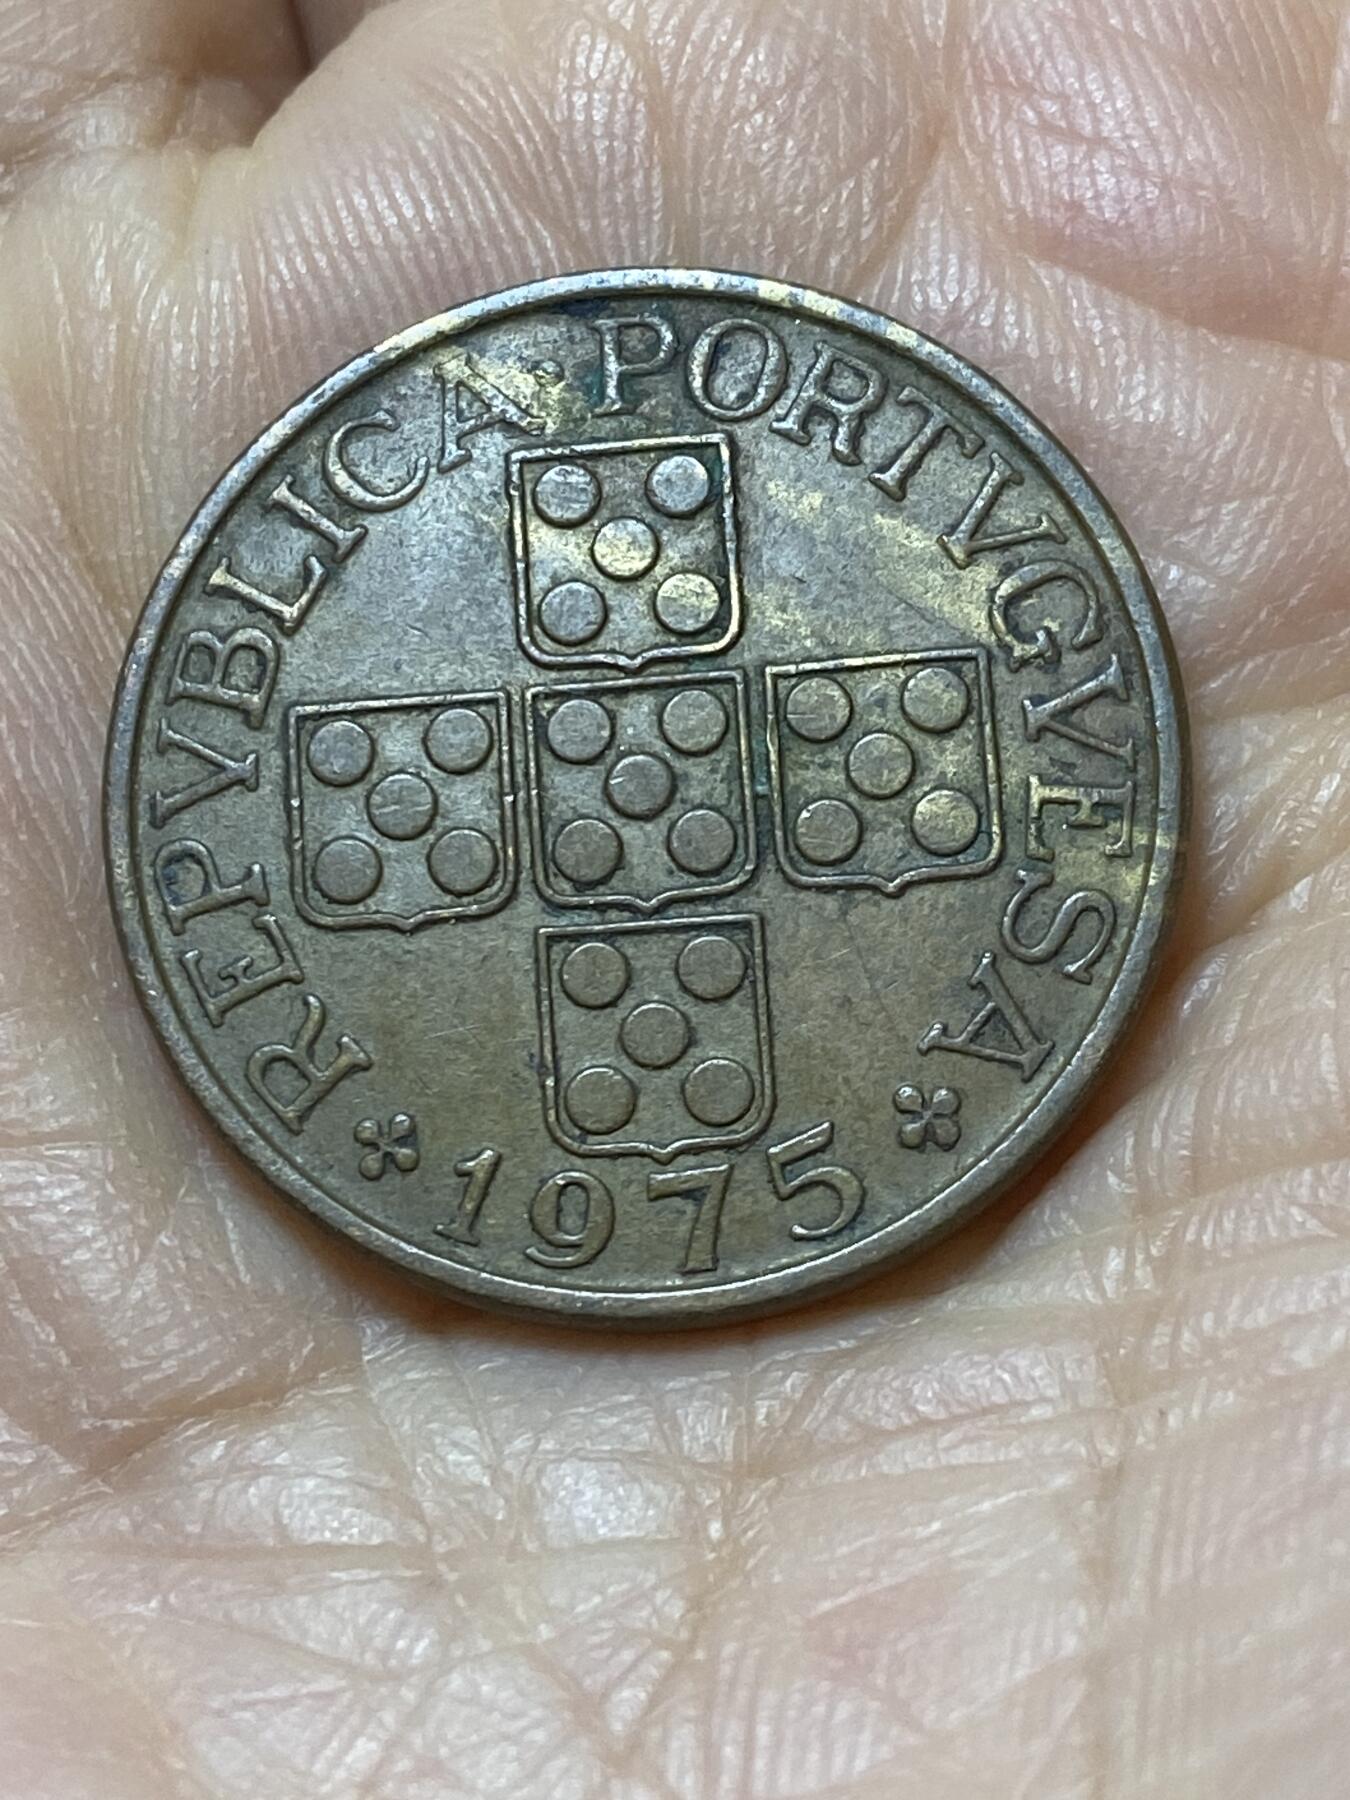 REPVBLICA · PORTVGVESA
1975